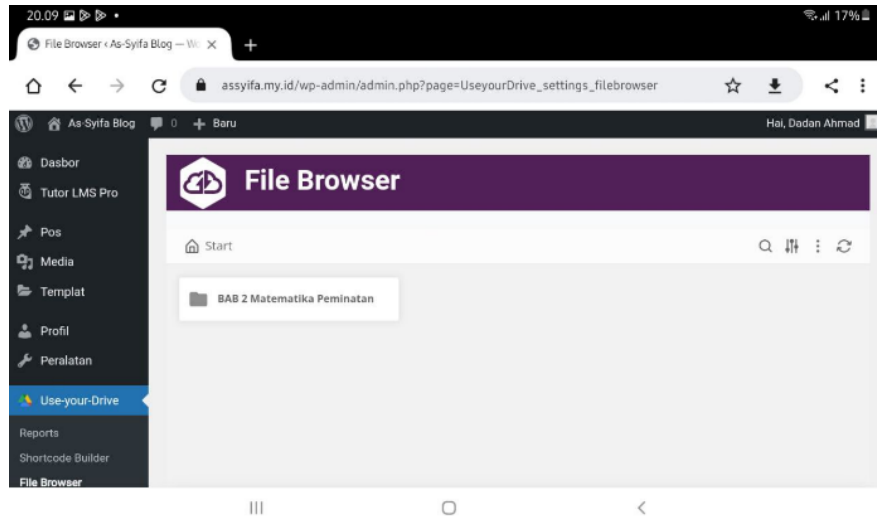 20.09
17%
File Browser ‹ As-Syifa Blog — Wo
assyifa.my.id/wp-admin/admin.php?page=UseyourDrive_settings_filebrowser
As-Syifa Blog 0 + Baru Hai, Dadan Ahmad
Dasbor
Tutor LMS Pro
Pos
Media
Templat
Profil
Peralatan
Use-your-Drive
Reports
Shortcode Builder
File Browser
File Browser
Start
BAB 2 Matematika Peminatan